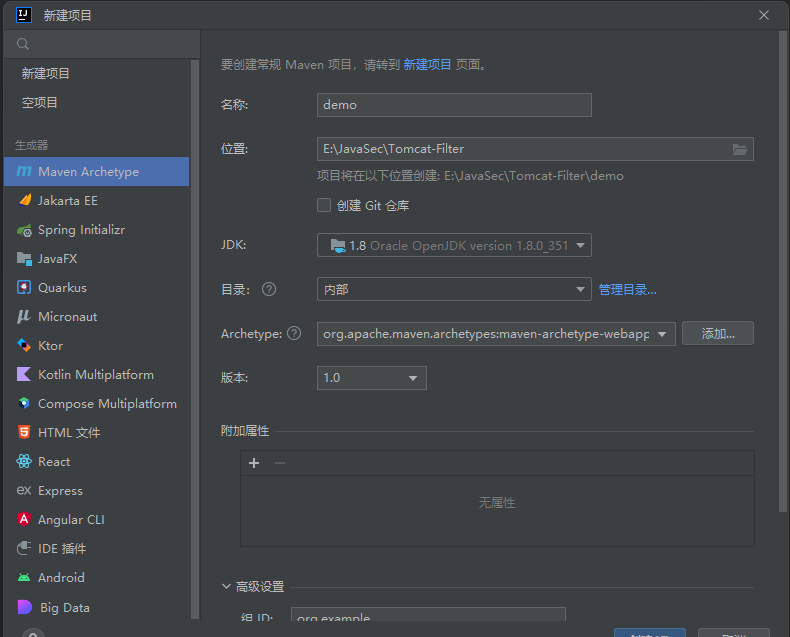 新建项目
新建项目
空项目
生成器
Maven Archetype
Jakarta EE
Spring Initializr
JavaFX
Quarkus
Micronaut
Ktor
Kotlin Multiplatform
Compose Multiplatform
HTML 文件
React
Express
Angular CLI
IDE 插件
Android
Big Data
要创建常规 Maven 项目，请转到 新建项目 页面。
名称: demo
位置: E:\JavaSec\Tomcat-Filter
项目将在以下位置创建: E:\JavaSec\Tomcat-Filter\demo
创建 Git 仓库
JDK: 1.8 Oracle OpenJDK version 1.8.0_351
目录: 内部 管理目录...
Archetype: org.apache.maven.archetypes:maven-archetype-webapp 添加...
版本: 1.0
附加属性
无属性
高级设置
组 ID: org.example